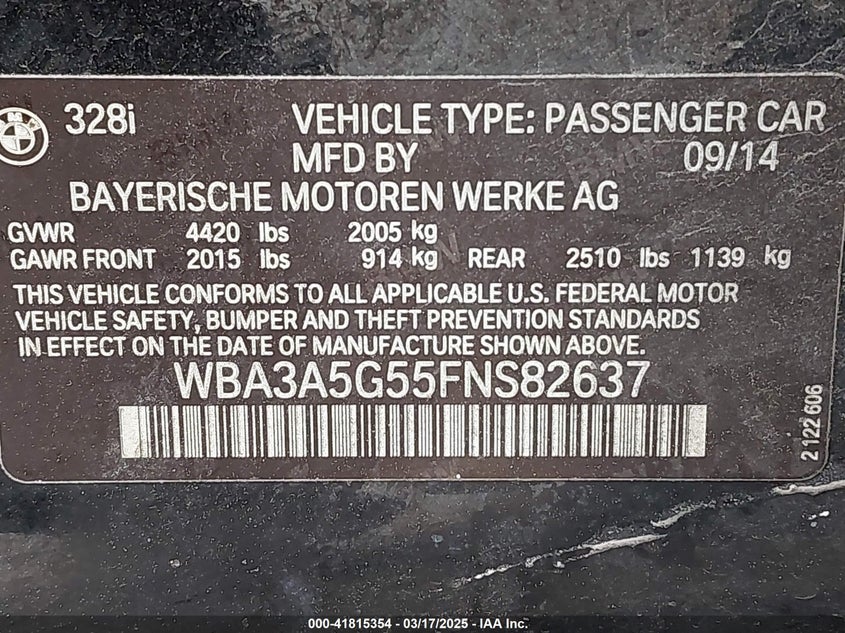 328i VEHICLE TYPE: PASSENGER CAR
MFD BY 09/14
BAYERISCHE MOTOREN WERKE AG
GVWR 4420 lbs 2005 kg
GAWR FRONT 2015 lbs 914 kg REAR 2510 lbs 1139 kg
THIS VEHICLE CONFORMS TO ALL APPLICABLE U.S. FEDERAL MOTOR
VEHICLE SAFETY, BUMPER AND THEFT PREVENTION STANDARDS
IN EFFECT ON THE DATE OF MANUFACTURE SHOWN ABOVE.
WBA3A5G55FNS82637
2 122 606
000-41815354 - 03/17/2025 - IAA Inc.